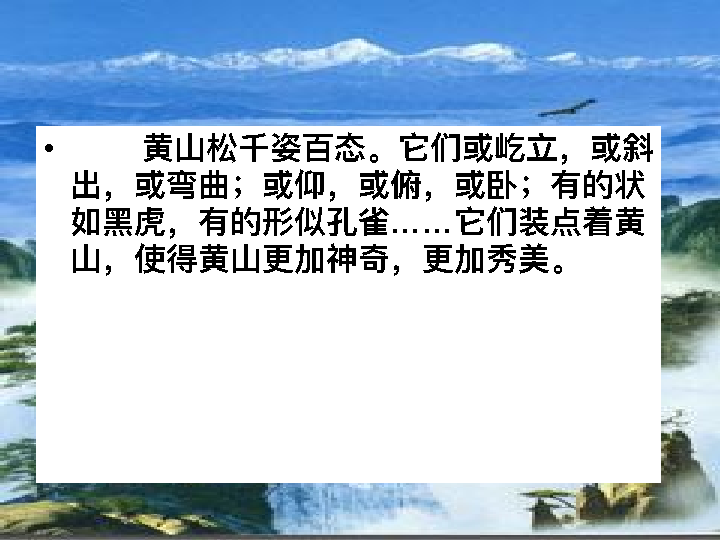 • 黄山松千姿百态。它们或屹立，或斜
出，或弯曲；或仰，或俯，或卧；有的状
如黑虎，有的形似孔雀……它们装点着黄
山，使得黄山更加神奇，更加秀美。